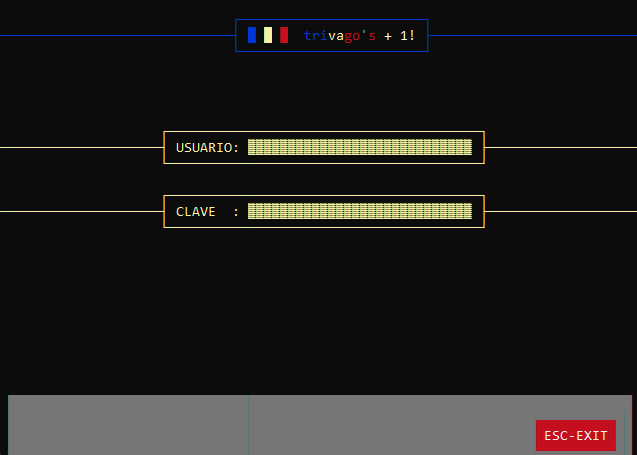 trivago's + 1!
USUARIO:
CLAVE  :
ESC-EXIT